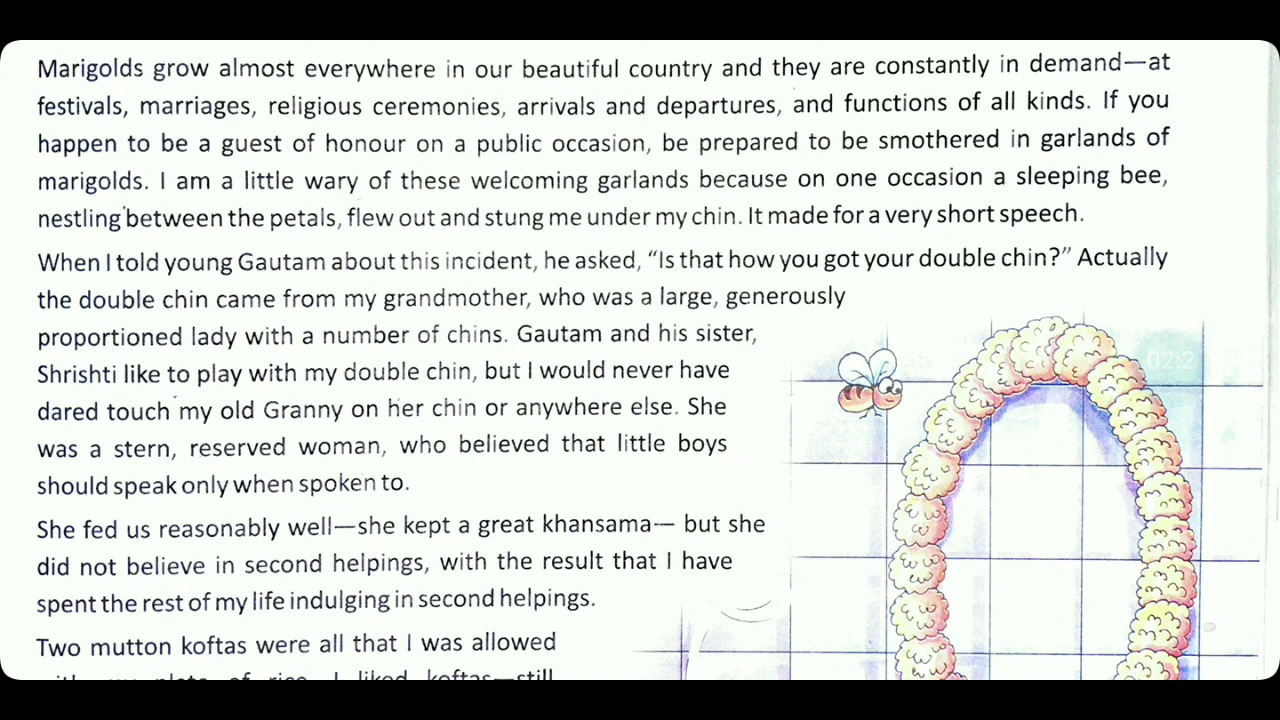 Marigolds grow almost everywhere in our beautiful country and they are constantly in demand—at
festivals, marriages, religious ceremonies, arrivals and departures, and functions of all kinds. If you
happen to be a guest of honour on a public occasion, be prepared to be smothered in garlands of
marigolds. I am a little wary of these welcoming garlands because on one occasion a sleeping bee,
nestling between the petals, flew out and stung me under my chin. It made for a very short speech.
When I told young Gautam about this incident, he asked, “Is that how you got your double chin?” Actually
the double chin came from my grandmother, who was a large, generously
proportioned lady with a number of chins. Gautam and his sister,
Shrishti like to play with my double chin, but I would never have
dared touch my old Granny on her chin or anywhere else. She
was a stern, reserved woman, who believed that little boys
should speak only when spoken to.
She fed us reasonably well—she kept a great khansama— but she
did not believe in second helpings, with the result that I have
spent the rest of my life indulging in second helpings.
Two mutton koftas were all that I was allowed
with my plate of rice. I liked koftas—still
02:2